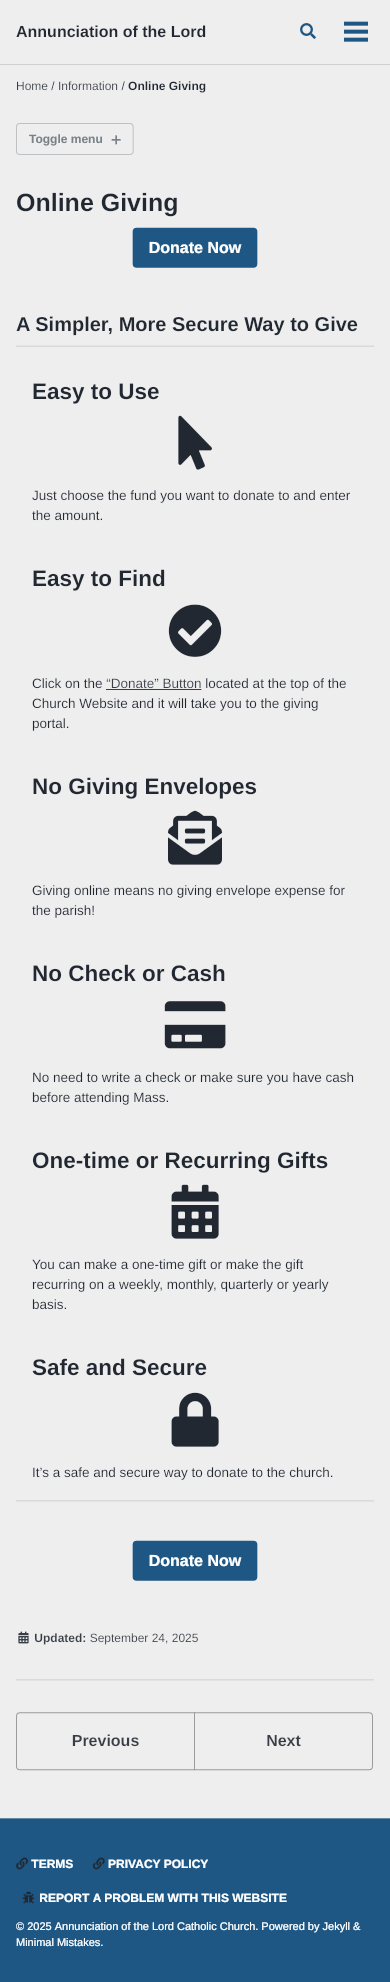 Annunciation of the Lord
Home / Information / Online Giving
Toggle menu +
Online Giving
Donate Now
A Simpler, More Secure Way to Give
Easy to Use
Just choose the fund you want to donate to and enter
the amount.
Easy to Find
Click on the “Donate” Button located at the top of the
Church Website and it will take you to the giving
portal.
No Giving Envelopes
Giving online means no giving envelope expense for
the parish!
No Check or Cash
No need to write a check or make sure you have cash
before attending Mass.
One-time or Recurring Gifts
You can make a one-time gift or make the gift
recurring on a weekly, monthly, quarterly or yearly
basis.
Safe and Secure
It’s a safe and secure way to donate to the church.
Donate Now
Updated: September 24, 2025
Previous Next
TERMS PRIVACY POLICY
REPORT A PROBLEM WITH THIS WEBSITE
© 2025 Annunciation of the Lord Catholic Church. Powered by Jekyll &
Minimal Mistakes.